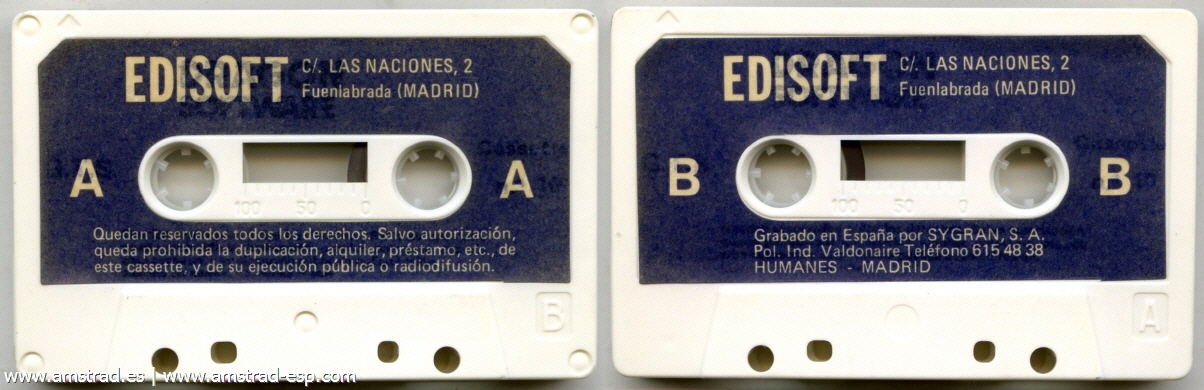 EDISOFT
C/. LAS NACIONES, 2
Fuenlabrada (MADRID)
A
A
100 50 0
Quedan reservados todos los derechos. Salvo autorización,
queda prohibida la duplicación, alquiler, préstamo, etc., de
este cassette, y de su ejecución pública o radiodifusión.
B
EDISOFT
C/. LAS NACIONES, 2
Fuenlabrada (MADRID)
B
B
100 50 0
Grabado en España por SYGRAN, S. A.
Pol. Ind. Valdonaire Teléfono 615 48 38
HUMANES - MADRID
A
www.amstrad.es | www.amstrad-esp.com